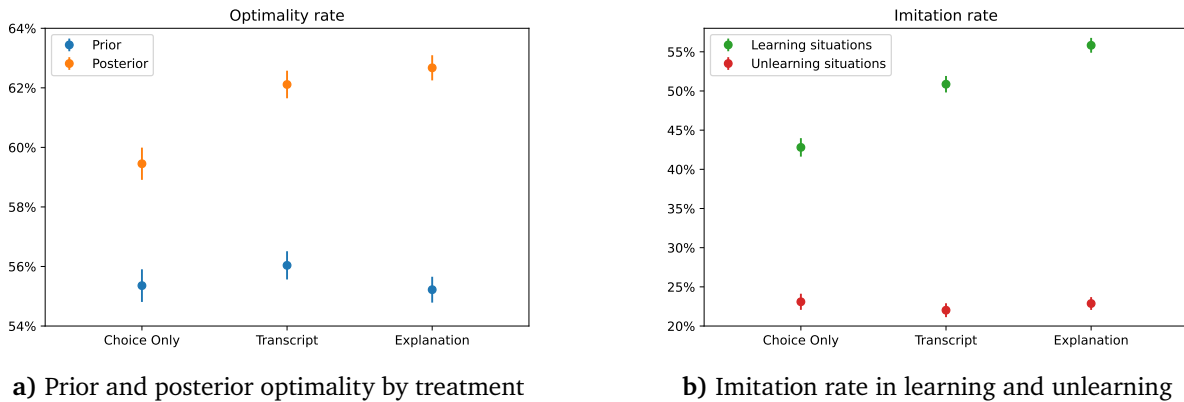 Optimality rate
64%
62%
60%
58%
56%
54%
Prior
Posterior
Choice Only
Transcript
Explanation
a) Prior and posterior optimality by treatment
Imitation rate
55%
50%
45%
40%
35%
30%
25%
20%
Learning situations
Unlearning situations
Choice Only
Transcript
Explanation
b) Imitation rate in learning and unlearning